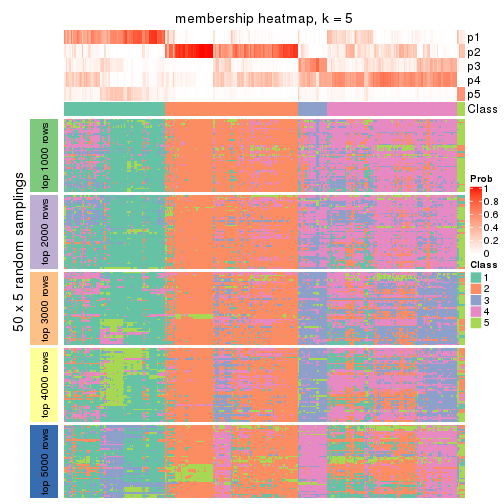 membership heatmap, k = 5
p1
p2
p3
p4
p5
Class
50 x 5 random samplings
top 1000 rows
top 2000 rows
top 3000 rows
top 4000 rows
top 5000 rows
Prob
1
0.8
0.6
0.4
0.2
0
Class
1
2
3
4
5